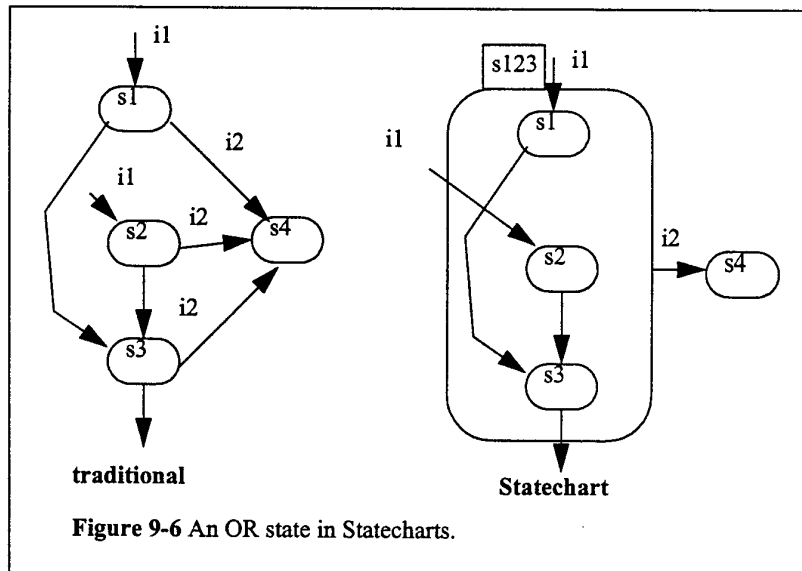 i1
s1
i2
i1
s2
i2
s4
i2
s3
traditional
s123
i1
s1
i1
s2
i2
s4
s3
Statechart
Figure 9-6 An OR state in Statecharts.